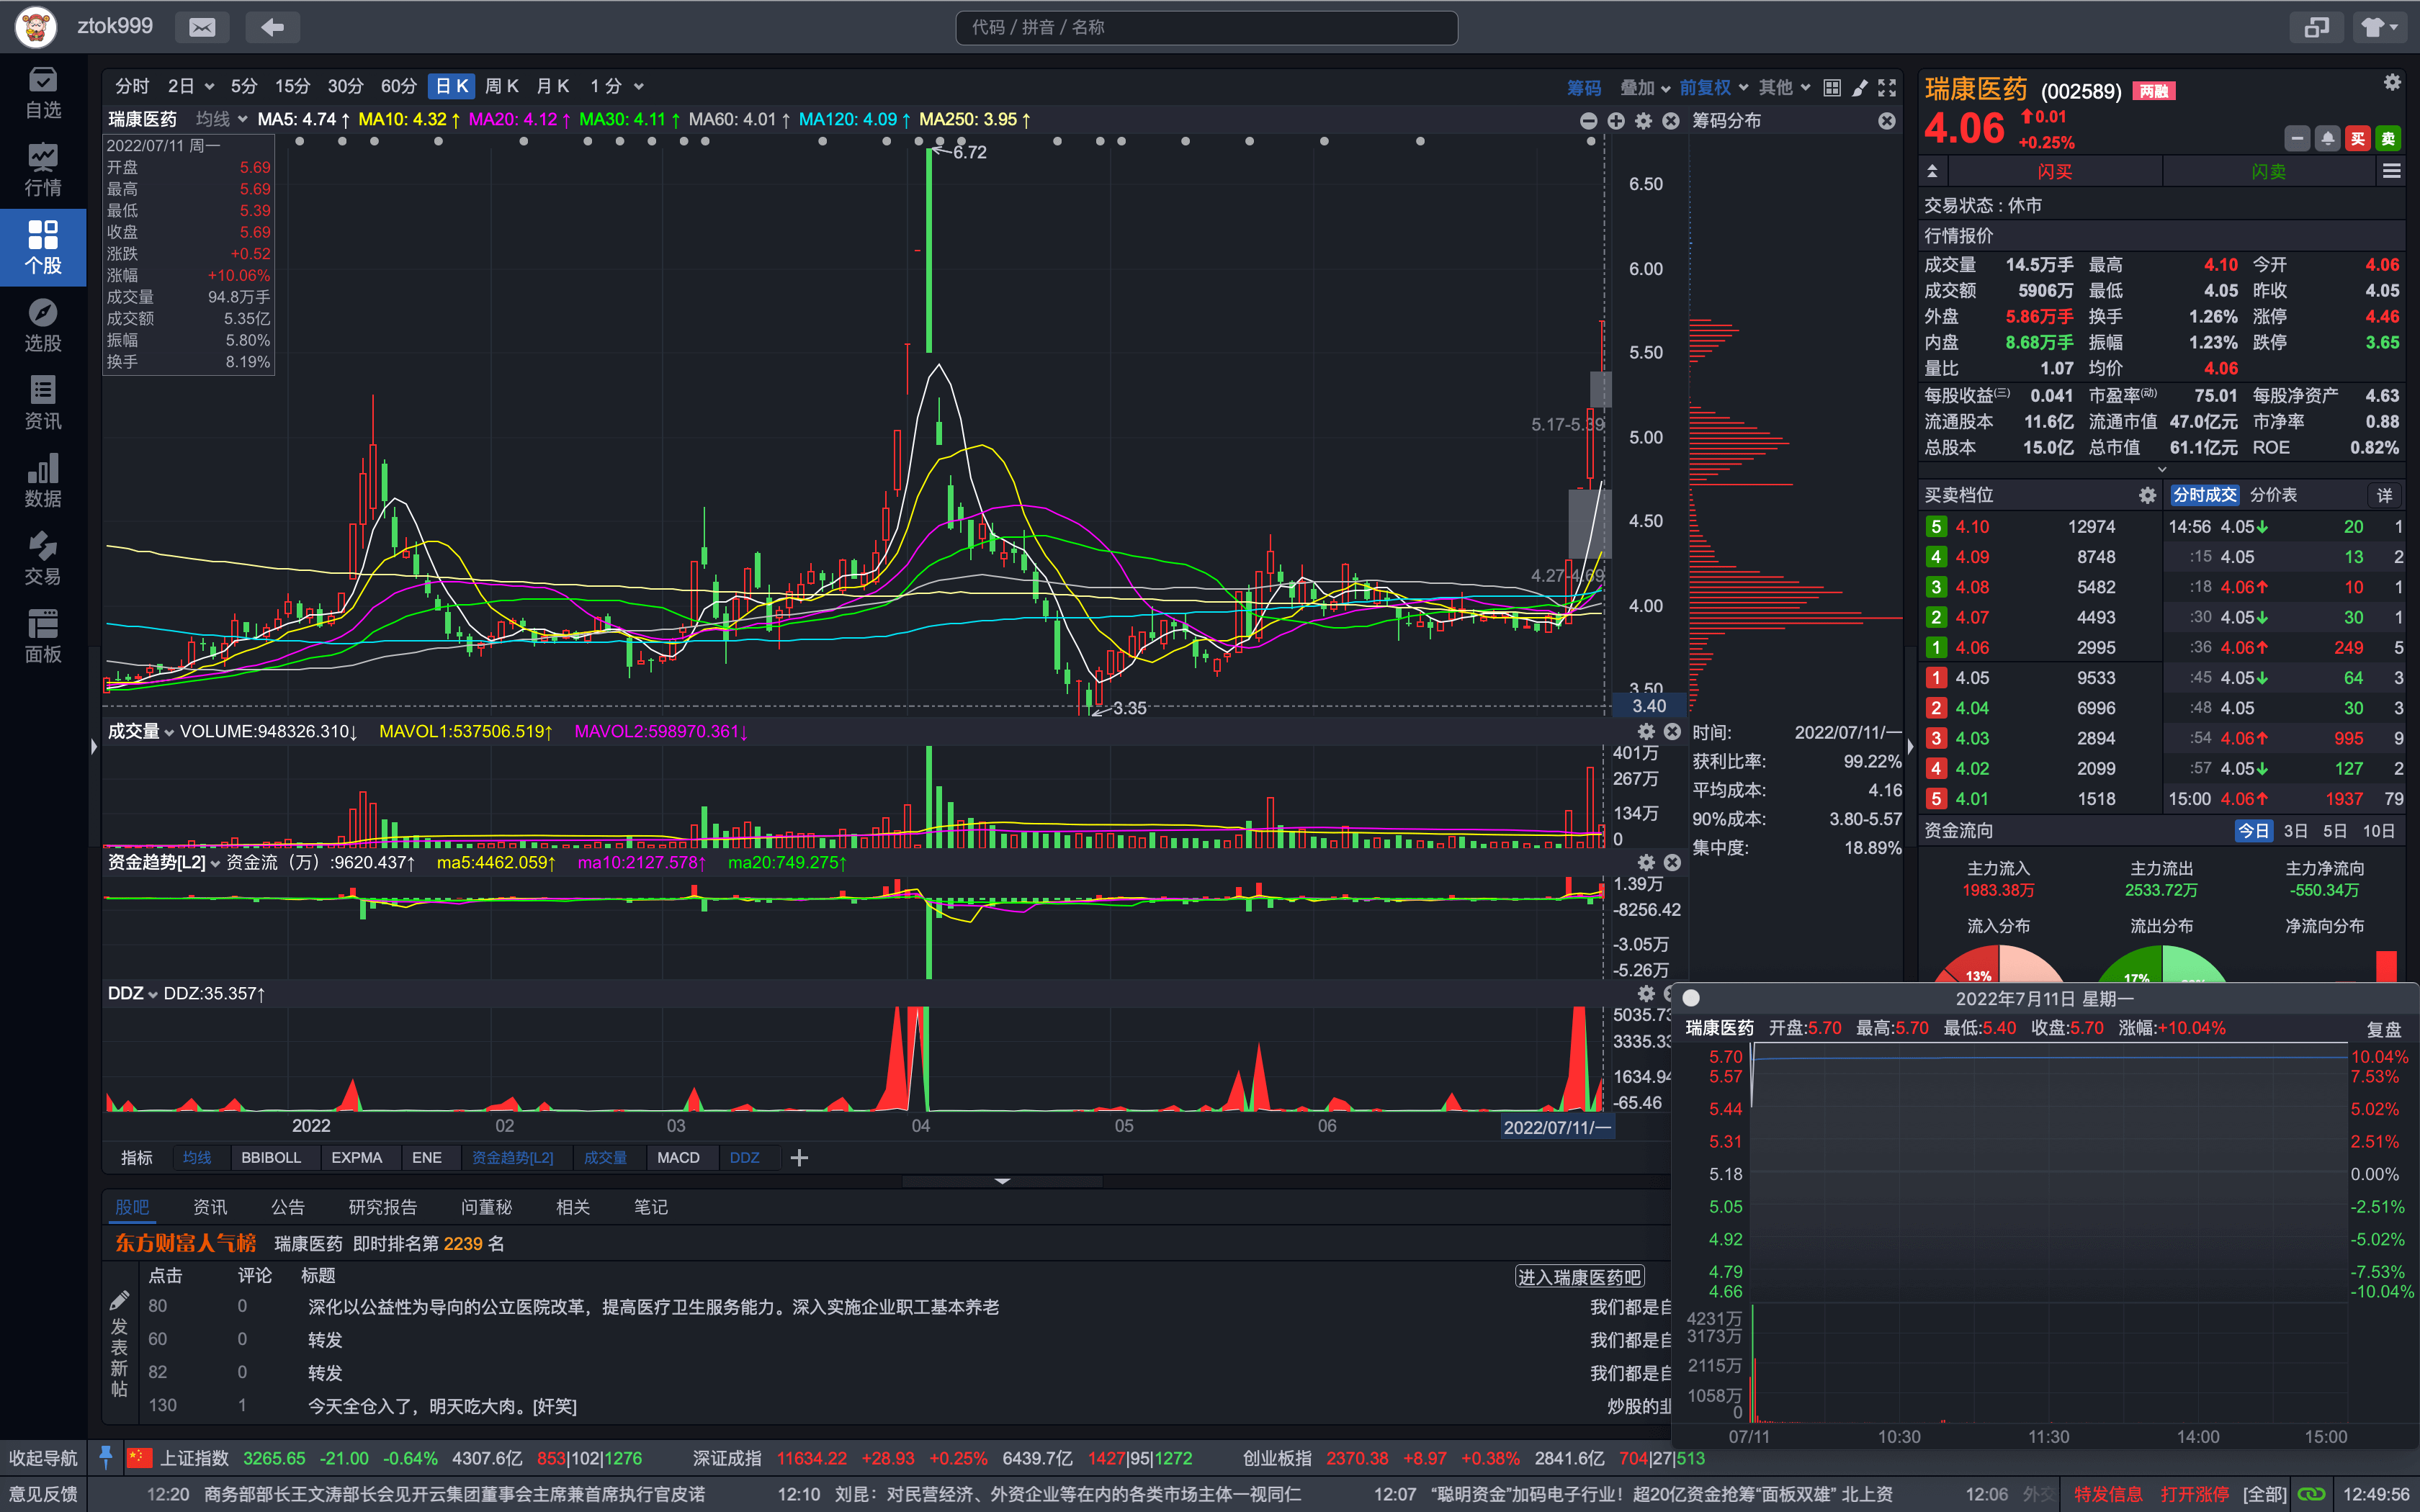 ztok999
代码 / 拼音 / 名称
自选
行情
个股
选股
资讯
数据
交易
面板
分时 2日 5分 15分 30分 60分 日K 周K 月K 1分
筹码 叠加 前复权 其他
瑞康医药 均线 MA5: 4.74↑ MA10: 4.32↑ MA20: 4.12↑ MA30: 4.11↑ MA60: 4.01↑ MA120: 4.09↑ MA250: 3.95↑
筹码分布
2022/07/11 周一
开盘 5.69
最高 5.69
最低 5.39
收盘 5.69
涨跌 +0.52
涨幅 +10.06%
成交量 94.8万手
成交额 5.35亿
振幅 5.80%
换手 8.19%
6.72
6.50
6.00
5.50
5.17-5.39
5.00
4.50
4.27-4.69
4.00
3.50
3.40
3.35
成交量 VOLUME:948326.310↓ MAVOL1:537506.519↑ MAVOL2:598970.361↓
401万
267万
134万
0
时间: 2022/07/11/一
获利比率: 99.22%
平均成本: 4.16
90%成本: 3.80-5.57
集中度: 18.89%
资金趋势[L2] 资金流（万）:9620.437↑ ma5:4462.059↑ ma10:2127.578↑ ma20:749.275↑
1.39万
-8256.42
-3.05万
-5.26万
DDZ DDZ:35.357↑
5035.73
3335.33
1634.94
-65.46
2022 02 03 04 05 06 2022/07/11/一
指标 均线 BBIBOLL EXPMA ENE 资金趋势[L2] 成交量 MACD DDZ
股吧 资讯 公告 研究报告 问董秘 相关 笔记
东方财富人气榜 瑞康医药 即时排名第 2239 名
点击 评论 标题 进入瑞康医药吧
发表新帖
80 0 深化以公益性为导向的公立医院改革，提高医疗卫生服务能力。深入实施企业职工基本养老 我们都是自
60 0 转发 我们都是自
82 0 转发 我们都是自
130 1 今天全仓入了，明天吃大肉。[奸笑] 炒股的韭
瑞康医药 (002589) 两融
4.06 0.01
+0.25%
买 卖
闪买 闪卖
交易状态 : 休市
行情报价
成交量 14.5万手 最高 4.10 今开 4.06
成交额 5906万 最低 4.05 昨收 4.05
外盘 5.86万手 换手 1.26% 涨停 4.46
内盘 8.68万手 振幅 1.23% 跌停 3.65
量比 1.07 均价 4.06
每股收益(三) 0.041 市盈率(动) 75.01 每股净资产 4.63
流通股本 11.6亿 流通市值 47.0亿元 市净率 0.88
总股本 15.0亿 总市值 61.1亿元 ROE 0.82%
买卖档位 分时成交 分价表 详
5 4.10 12974 14:56 4.05↓ 20 1
4 4.09 8748 :15 4.05 13 2
3 4.08 5482 :18 4.06↑ 10 1
2 4.07 4493 :30 4.05↓ 30 1
1 4.06 2995 :36 4.06↑ 249 5
1 4.05 9533 :45 4.05↓ 64 3
2 4.04 6996 :48 4.05 30 3
3 4.03 2894 :54 4.06↑ 995 9
4 4.02 2099 :57 4.05↓ 127 2
5 4.01 1518 15:00 4.06↑ 1937 79
资金流向 今日 3日 5日 10日
主力流入 主力流出 主力净流向
1983.38万 2533.72万 -550.34万
流入分布 流出分布 净流向分布
13% 17%
2022年7月11日 星期一
瑞康医药 开盘:5.70 最高:5.70 最低:5.40 收盘:5.70 涨幅:+10.04% 复盘
5.70 10.04%
5.57 7.53%
5.44 5.02%
5.31 2.51%
5.18 0.00%
5.05 -2.51%
4.92 -5.02%
4.79 -7.53%
4.66 -10.04%
4231万
3173万
2115万
1058万
0
07/11 10:30 11:30 14:00 15:00
收起导航 上证指数 3265.65 -21.00 -0.64% 4307.6亿 853|102|1276 深证成指 11634.22 +28.93 +0.25% 6439.7亿 1427|95|1272 创业板指 2370.38 +8.97 +0.38% 2841.6亿 704|27|513
意见反馈 12:20 商务部部长王文涛部长会见开云集团董事会主席兼首席执行官皮诺 12:10 刘昆：对民营经济、外资企业等在内的各类市场主体一视同仁 12:07 “聪明资金”加码电子行业！超20亿资金抢筹“面板双雄” 北上资 12:06 外交 特发信息 打开涨停 [全部] 12:49:56